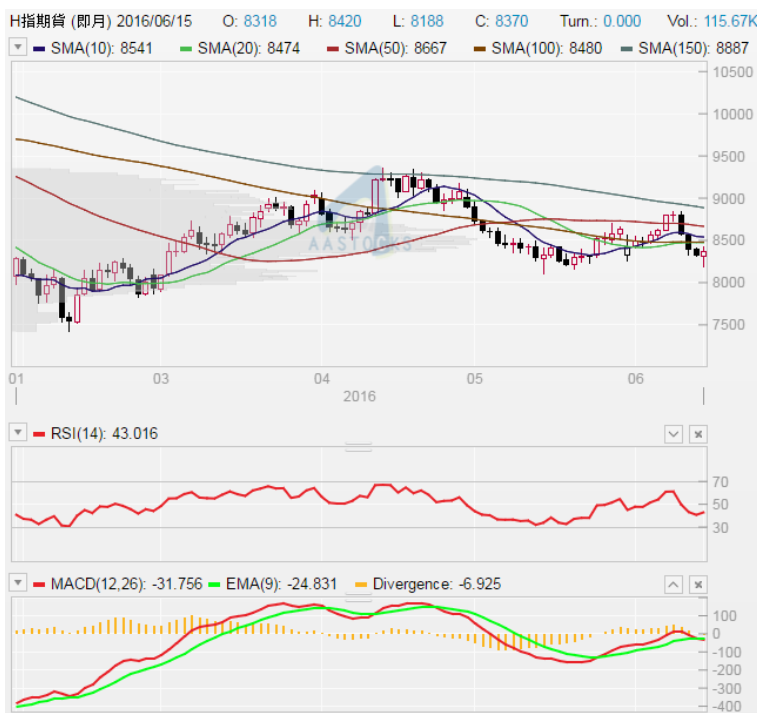 H指期貨 (即月) 2016/06/15 O: 8318 H: 8420 L: 8188 C: 8370 Turn.: 0.000 Vol.: 115.67K
SMA(10): 8541 SMA(20): 8474 SMA(50): 8667 SMA(100): 8480 SMA(150): 8887
10500
10000
9500
9000
8500
8000
7500
AASTOCKS
01 03 04 05 06
2016
RSI(14): 43.016
70
50
30
MACD(12,26): -31.756 EMA(9): -24.831 Divergence: -6.925
100
0
-100
-200
-300
-400